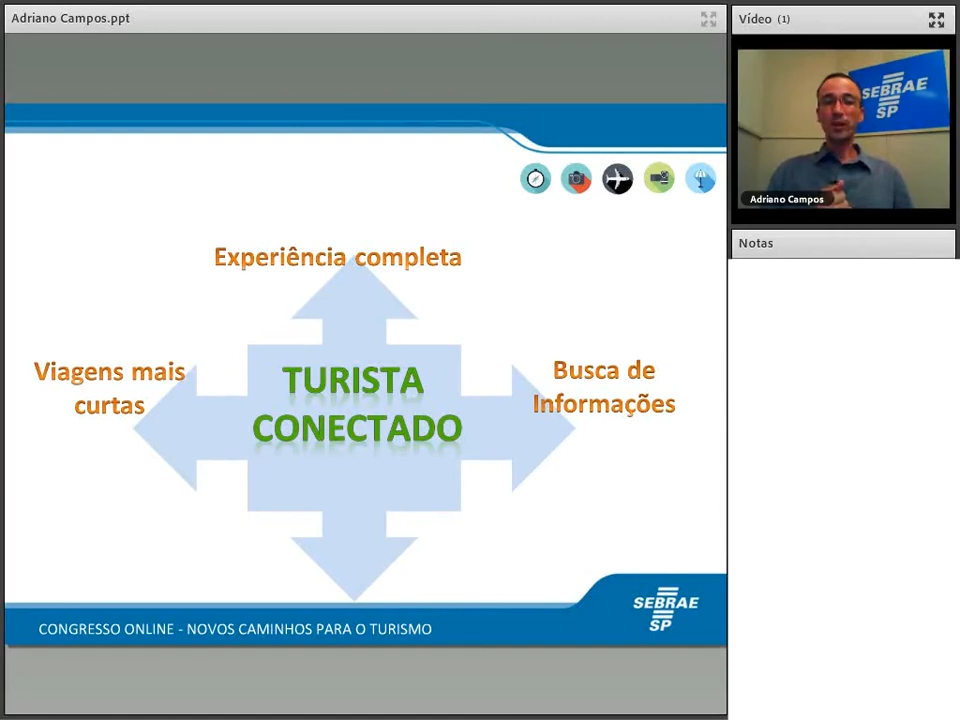 Adriano Campos.ppt
Vídeo (1)
SEBRAE
SP
Adriano Campos
Notas
Experiência completa
Viagens mais
curtas
TURISTA
CONECTADO
Busca de
Informações
SEBRAE
SP
CONGRESSO ONLINE - NOVOS CAMINHOS PARA O TURISMO